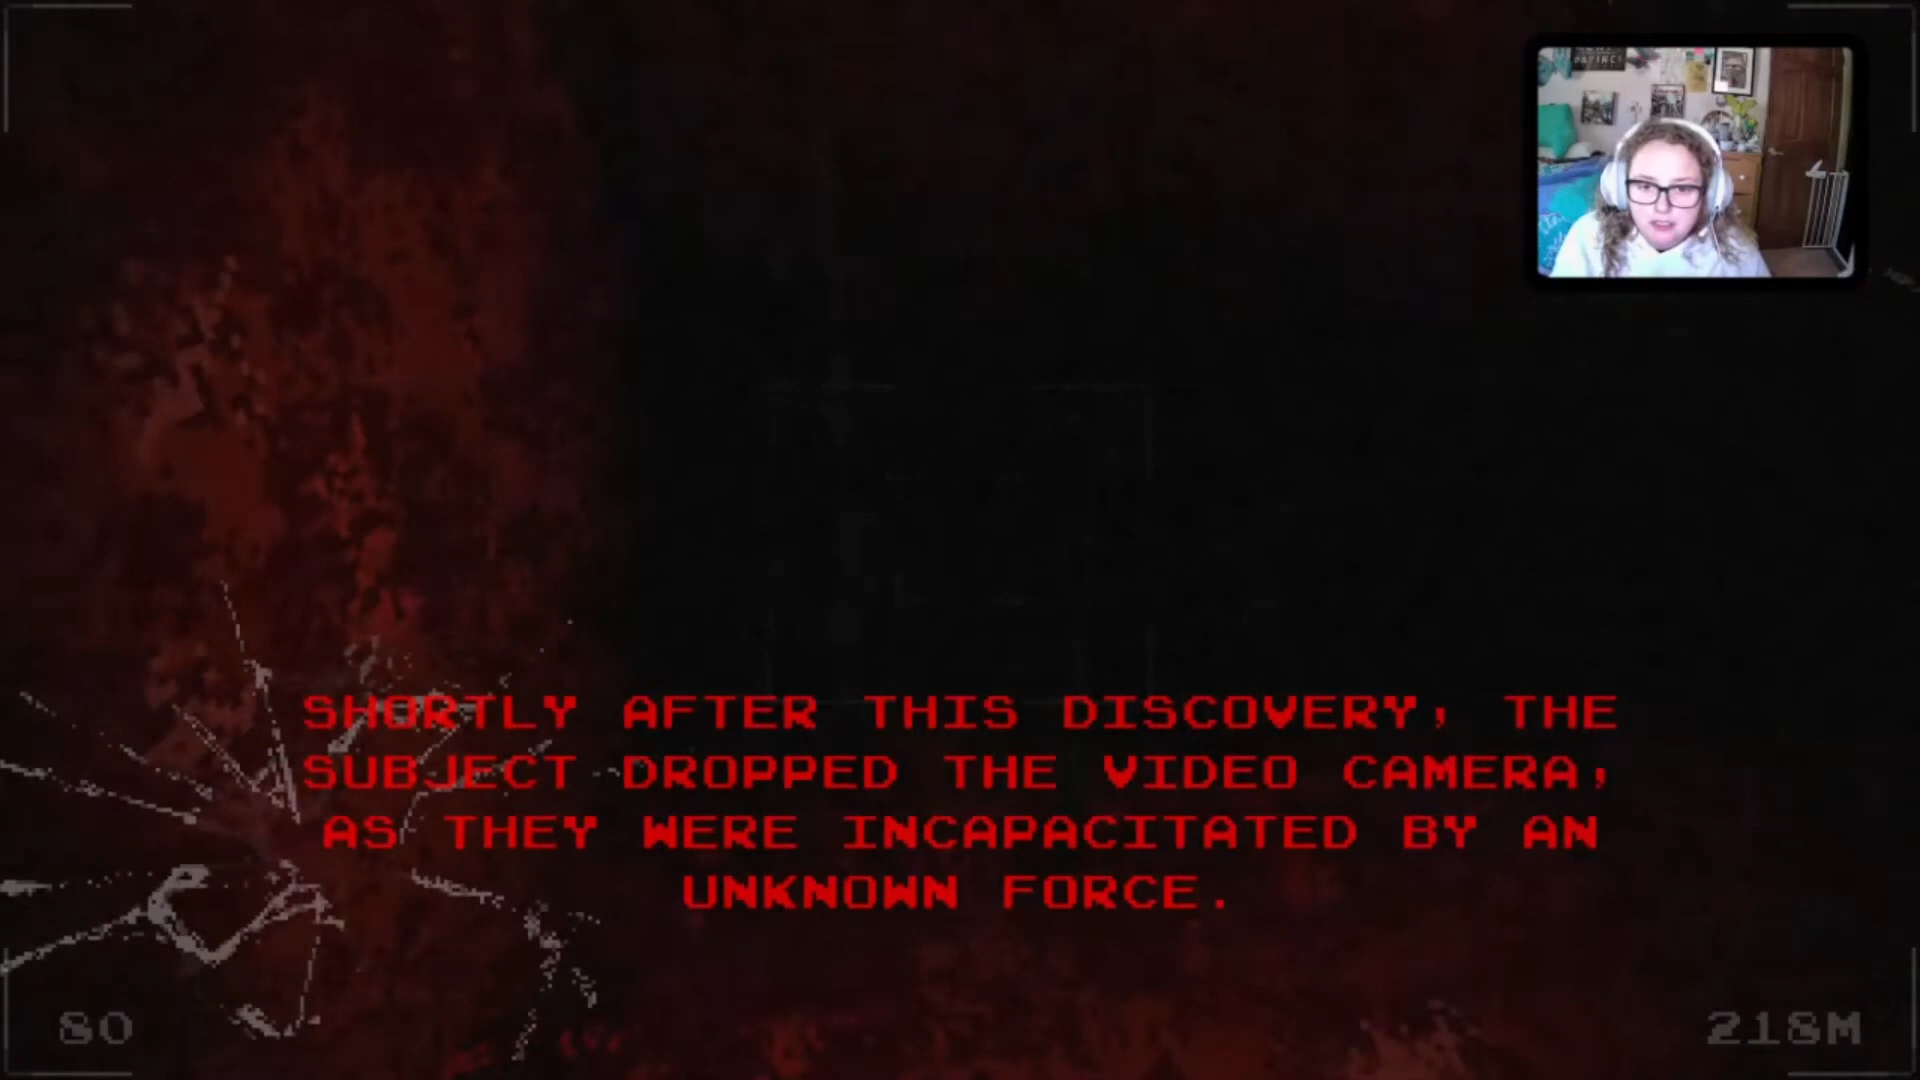 SHORTLY AFTER THIS DISCOVERY, THE
SUBJECT DROPPED THE VIDEO CAMERA,
AS THEY WERE INCAPACITATED BY AN
UNKNOWN FORCE.
80
218M